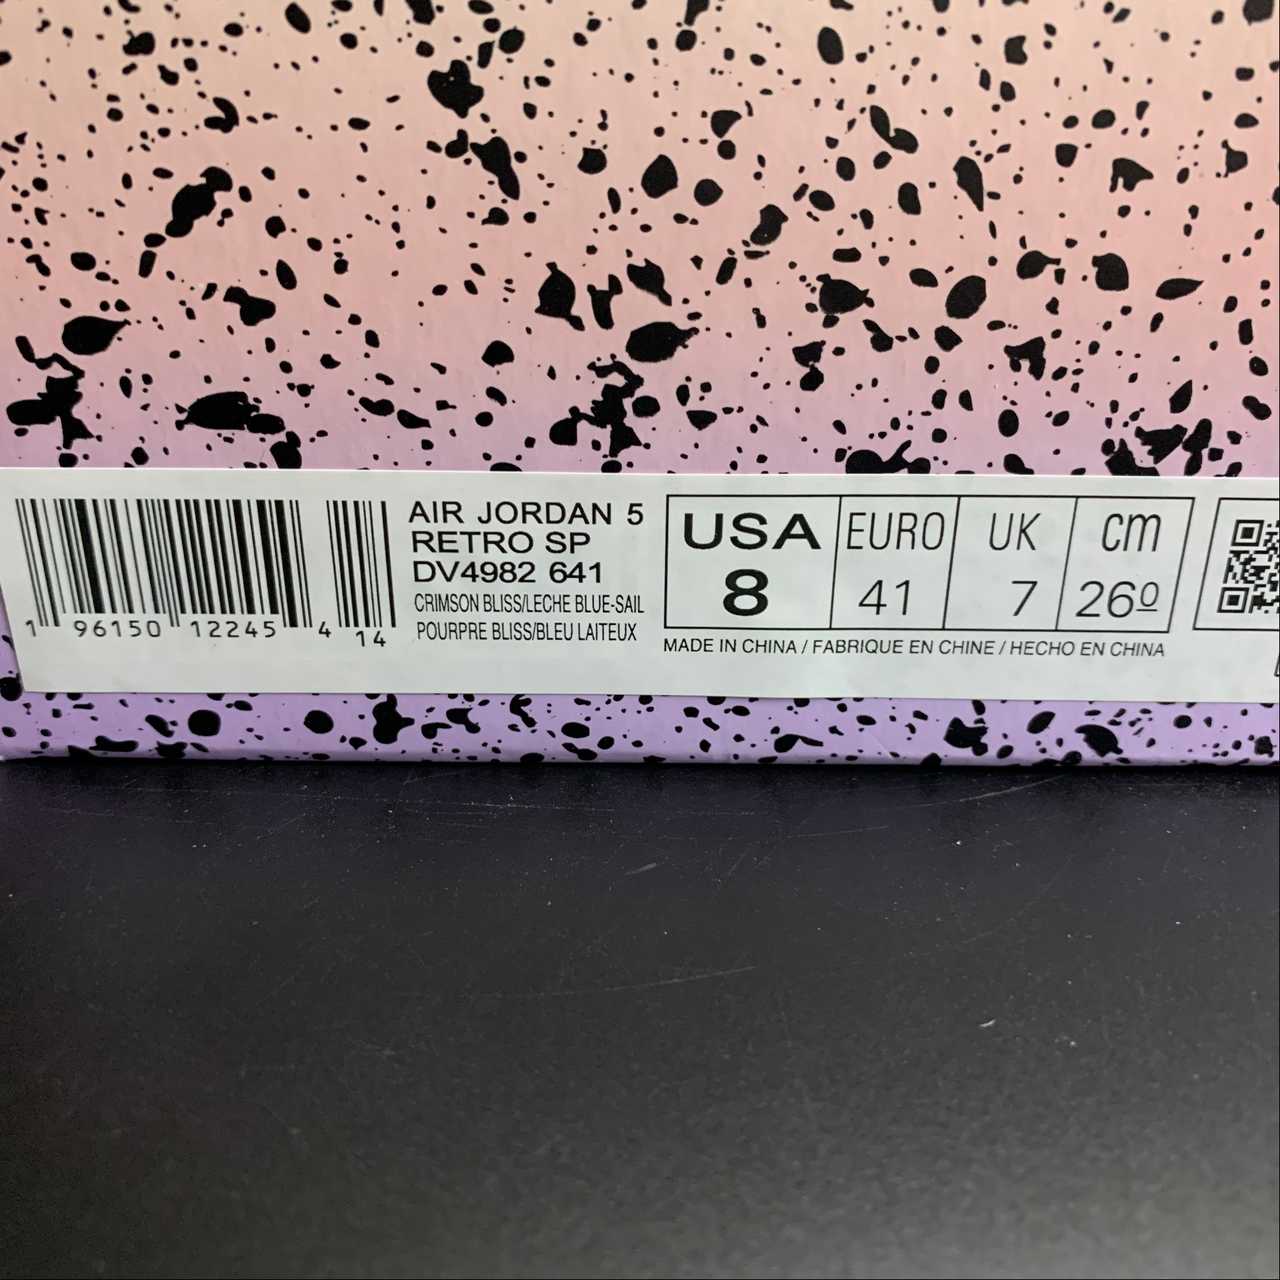 AIR JORDAN 5
RETRO SP
DV4982 641
CRIMSON BLISS/LECHE BLUE-SAIL
POURPRE BLISS/BLEU LAITEUX
1 96150 12245 4 14
USA EURO UK cm
8 41 7 26º
MADE IN CHINA / FABRIQUE EN CHINE / HECHO EN CHINA